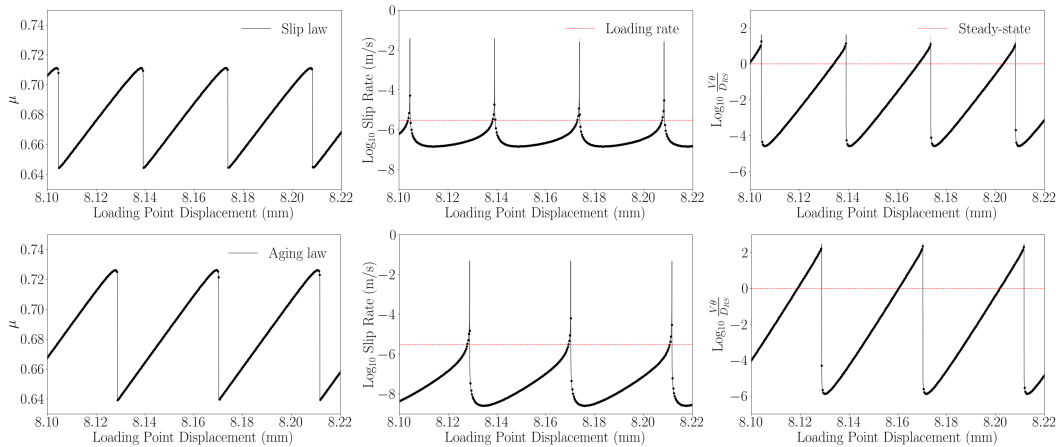 0.74
0.72
0.70
0.68
0.66
0.64
μ
Slip law
8.10 8.12 8.14 8.16 8.18 8.20 8.22
Loading Point Displacement (mm)
0
−2
−4
−6
−8
Log₁₀ Slip Rate (m/s)
Loading rate
8.10 8.12 8.14 8.16 8.18 8.20 8.22
Loading Point Displacement (mm)
2
0
−2
−4
−6
Log₁₀ Vθ/D_RS
Steady-state
8.10 8.12 8.14 8.16 8.18 8.20 8.22
Loading Point Displacement (mm)
0.74
0.72
0.70
0.68
0.66
0.64
μ
Aging law
8.10 8.12 8.14 8.16 8.18 8.20 8.22
Loading Point Displacement (mm)
0
−2
−4
−6
−8
Log₁₀ Slip Rate (m/s)
8.10 8.12 8.14 8.16 8.18 8.20 8.22
Loading Point Displacement (mm)
2
0
−2
−4
−6
Log₁₀ Vθ/D_RS
8.10 8.12 8.14 8.16 8.18 8.20 8.22
Loading Point Displacement (mm)